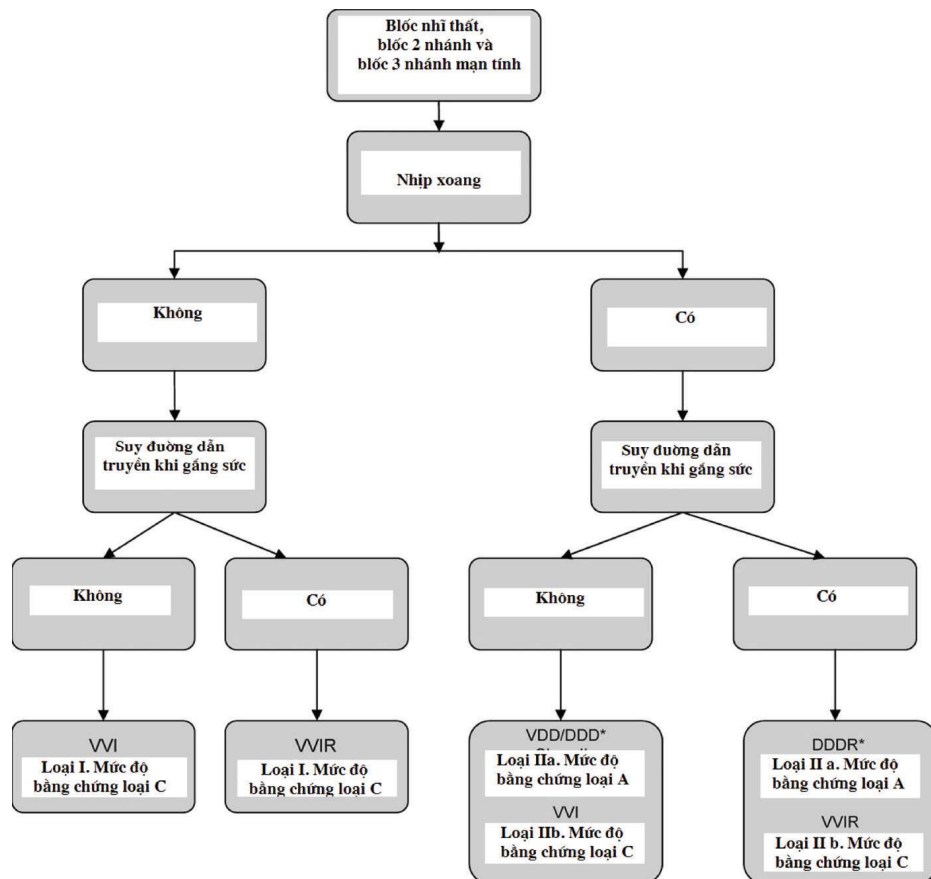 Blốc nhĩ thất,
blốc 2 nhánh và
blốc 3 nhánh mạn tính
Nhịp xoang
Không
Có
Suy đuờng dẫn
truyền khi gắng sức
Suy đuờng dẫn
truyền khi gắng sức
Không
Có
Không
Có
VVI
Loại I. Mức độ
bằng chứng loại C
VVIR
Loại I. Mức độ
bằng chứng loại C
VDD/DDD*
Loại IIa. Mức độ
bằng chứng loại A
VVI
Loại IIb. Mức độ
bằng chứng loại C
DDDR*
Loại II a. Mức độ
bằng chứng loại A
VVIR
Loại II b. Mức độ
bằng chứng loại C